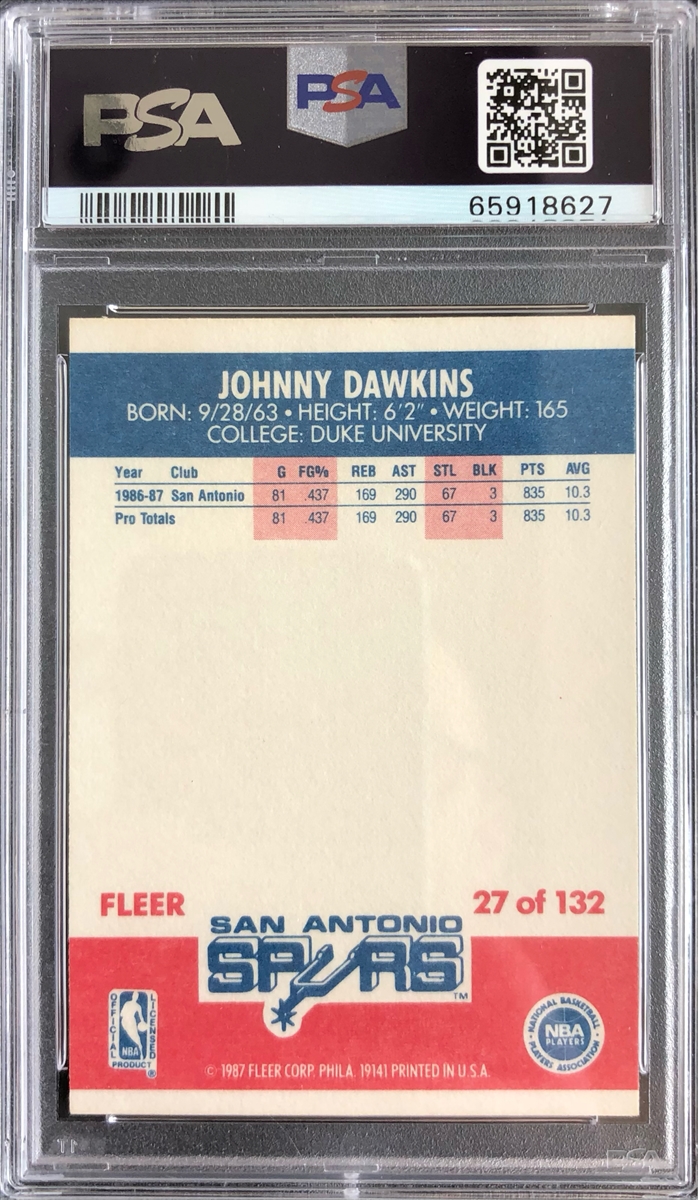 PSA
PSA
65918627
JOHNNY DAWKINS
BORN: 9/28/63 • HEIGHT: 6'2" • WEIGHT: 165
COLLEGE: DUKE UNIVERSITY
Year Club G FG% REB AST STL BLK PTS AVG
1986-87 San Antonio 81 .437 169 290 67 3 835 10.3
Pro Totals 81 .437 169 290 67 3 835 10.3
FLEER 27 of 132
SAN ANTONIO
SPURS
TM
OFFICIAL LICENSED
NBA
PRODUCT ®
NATIONAL BASKETBALL
NBA
PLAYERS
PLAYERS ASSOCIATION
© 1987 FLEER CORP. PHILA. 19141 PRINTED IN U.S.A.
PSA